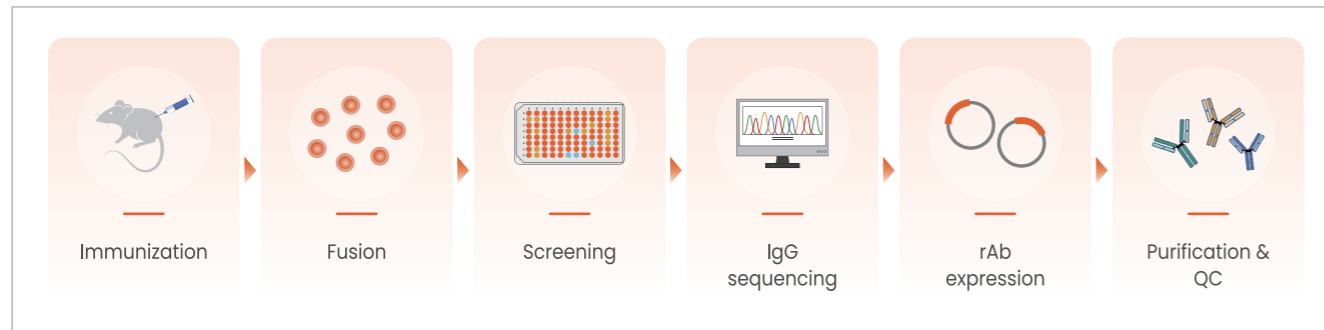 Immunization
Fusion
Screening
IgG
sequencing
rAb
expression
Purification &
QC